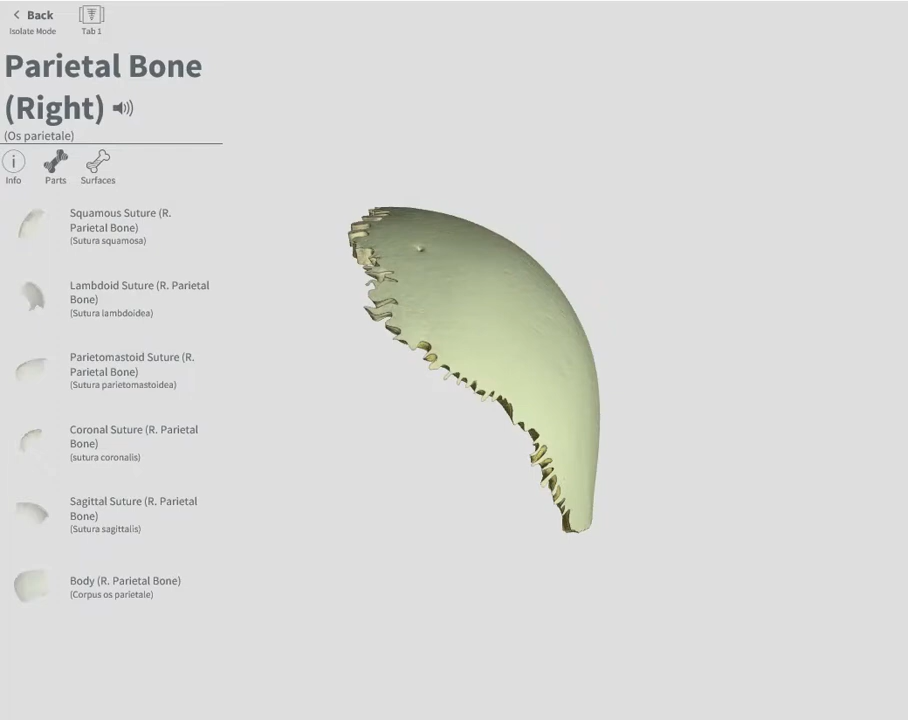 Back
Isolate Mode
Tab 1
Parietal Bone
(Right)
(Os parietale)
Info
Parts
Surfaces
Squamous Suture (R.
Parietal Bone)
(Sutura squamosa)
Lambdoid Suture (R. Parietal
Bone)
(Sutura lambdoidea)
Parietomastoid Suture (R.
Parietal Bone)
(Sutura parietomastoidea)
Coronal Suture (R. Parietal
Bone)
(sutura coronalis)
Sagittal Suture (R. Parietal
Bone)
(Sutura sagittalis)
Body (R. Parietal Bone)
(Corpus os parietale)